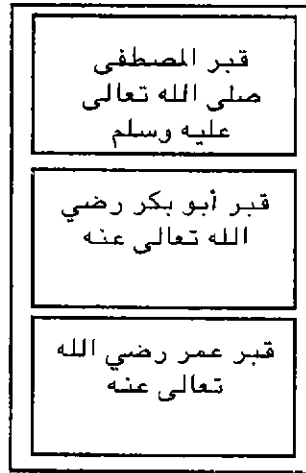 قبر المصطفى
صلى الله تعالى
عليه وسلم
قبر أبو بكر رضي
الله تعالى عنه
قبر عمر رضي الله
تعالى عنه